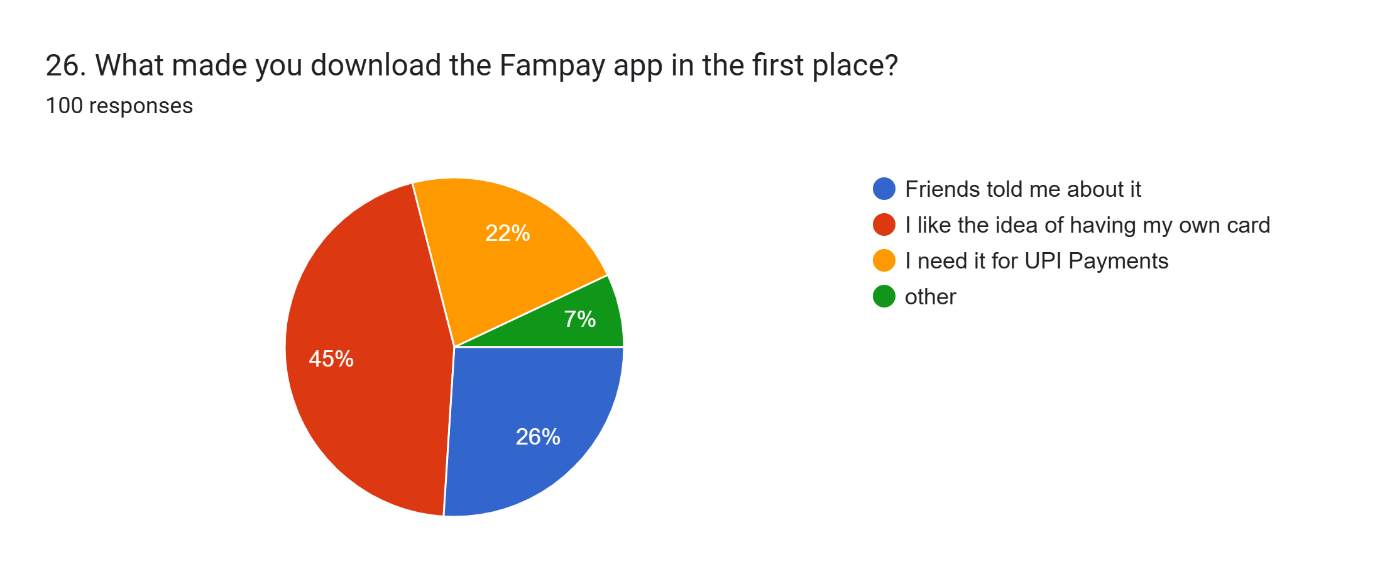 26. What made you download the Fampay app in the first place?
100 responses
Friends told me about it
I like the idea of having my own card
I need it for UPI Payments
other
22%
7%
45%
26%